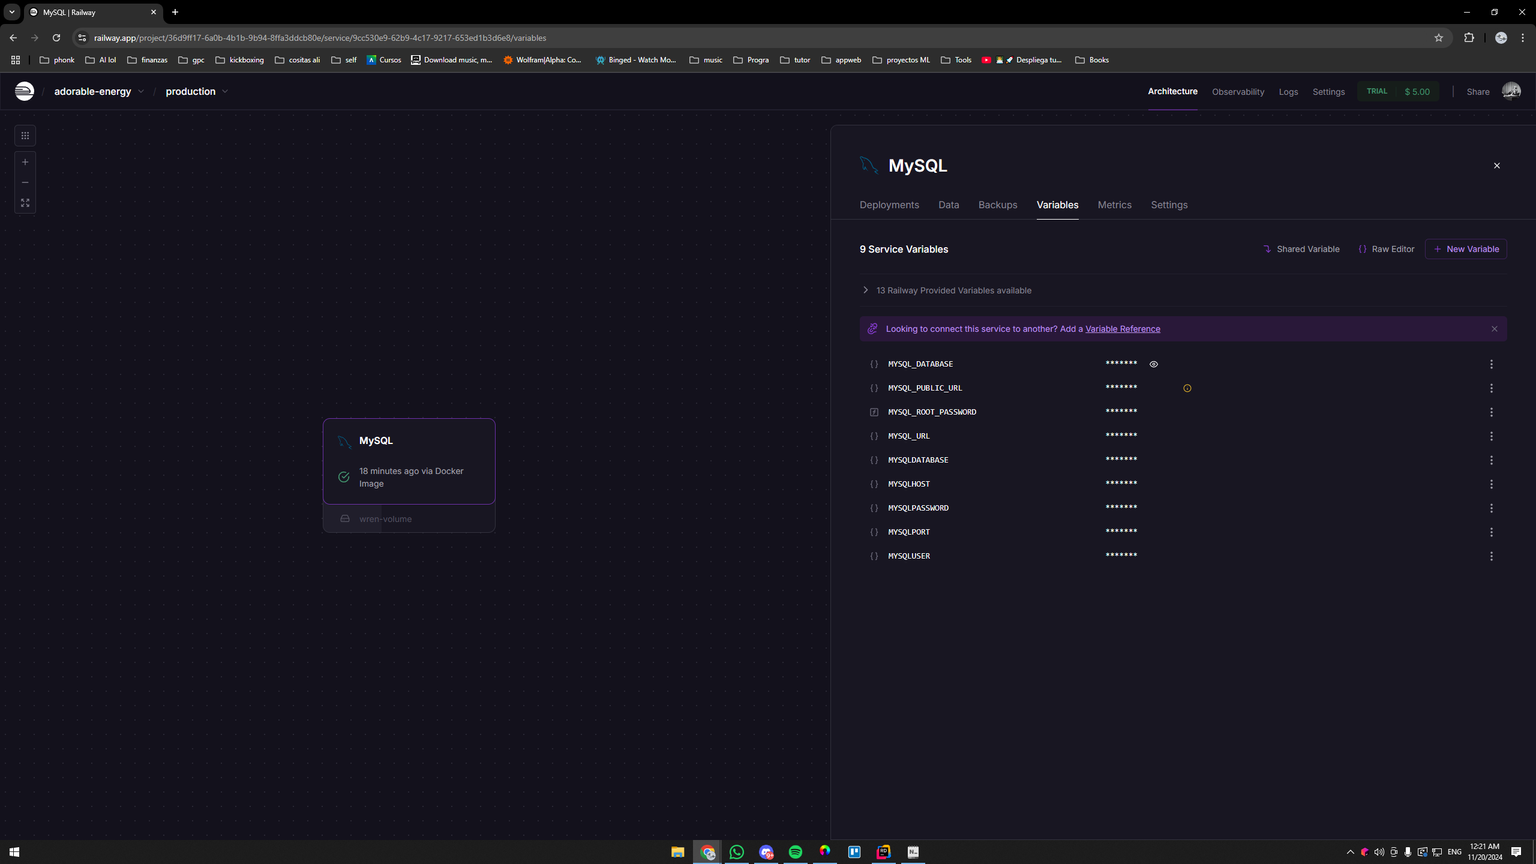 MySQL | Railway
railway.app/project/36d9ff17-6a0b-4b1b-9b94-8ffa3ddcb80e/service/9cc530e9-62b9-4c17-9217-653ed1b3d6e8/variables
phonk AI lol finanzas gpc kickboxing cositas ali self Cursos Download music, m... Wolfram|Alpha: Co... Binged - Watch Mo... music Progra tutor appweb proyectos ML Tools Despliega tu... Books
adorable-energy / production Architecture Observability Logs Settings TRIAL $ 5.00 Share
MySQL
Deployments Data Backups Variables Metrics Settings
9 Service Variables Shared Variable {} Raw Editor + New Variable
13 Railway Provided Variables available
Looking to connect this service to another? Add a Variable Reference
{} MYSQL_DATABASE *******
{} MYSQL_PUBLIC_URL *******
MYSQL_ROOT_PASSWORD *******
{} MYSQL_URL *******
{} MYSQLDATABASE *******
{} MYSQLHOST *******
{} MYSQLPASSWORD *******
{} MYSQLPORT *******
{} MYSQLUSER *******
MySQL
18 minutes ago via Docker
Image
wren-volume
ENG
12:21 AM
11/20/2024